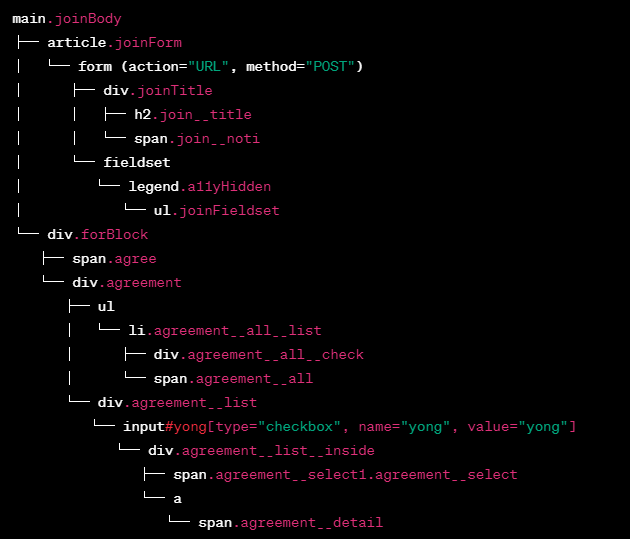 main.joinBody
├── article.joinForm
│   └── form (action="URL", method="POST")
│       ├── div.joinTitle
│       │   ├── h2.join__title
│       │   └── span.join__noti
│       └── fieldset
│           └── legend.a11yHidden
│               └── ul.joinFieldset
└── div.forBlock
    ├── span.agree
    └── div.agreement
        ├── ul
        │   └── li.agreement__all__list
        │       ├── div.agreement__all__check
        │       └── span.agreement__all
        └── div.agreement__list
            └── input#yong[type="checkbox", name="yong", value="yong"]
                └── div.agreement__list__inside
                    ├── span.agreement__select1.agreement__select
                    └── a
                        └── span.agreement__detail